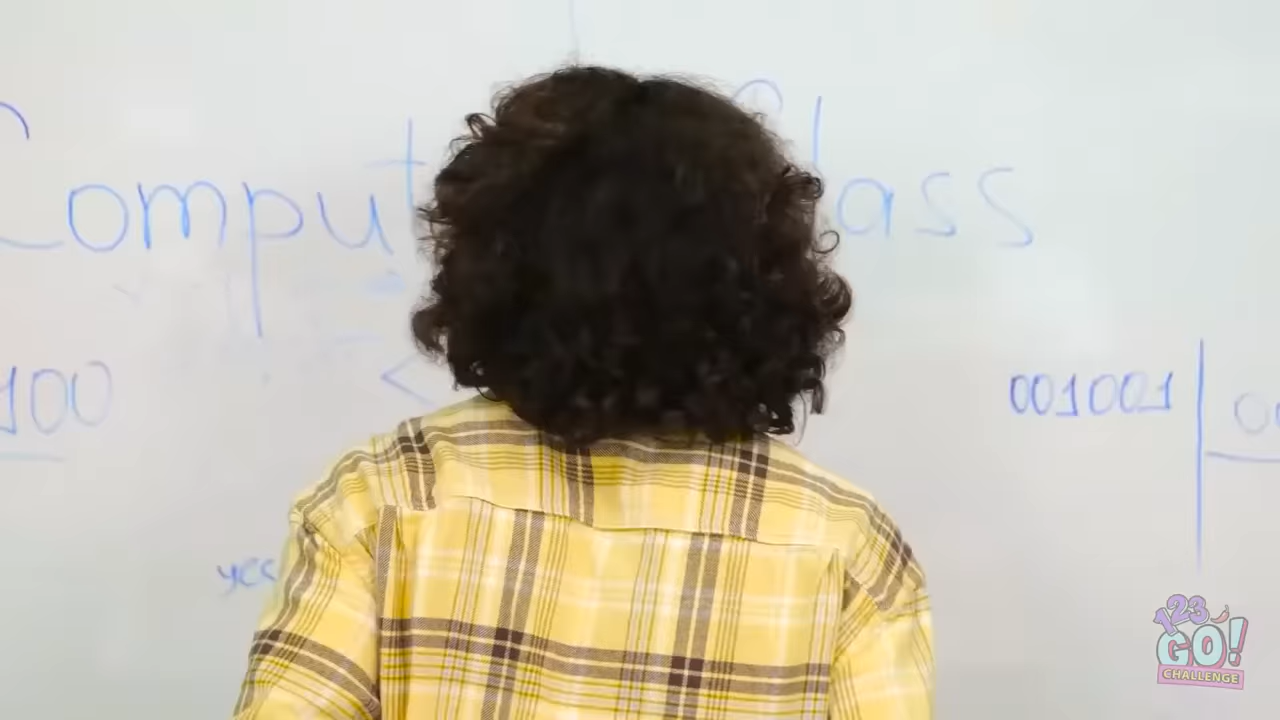 Comput Class
100
<
001001
yes
123 GO!
CHALLENGE